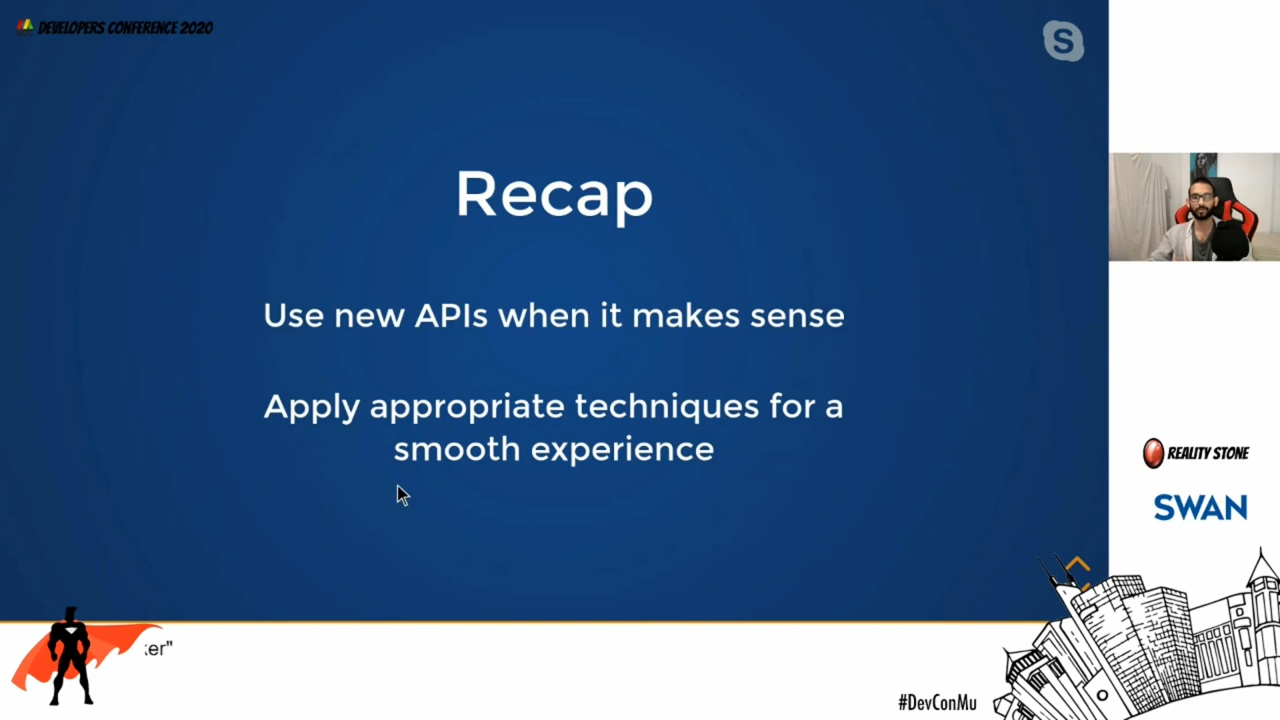 DEVELOPERS CONFERENCE 2020
S
Recap
Use new APIs when it makes sense
Apply appropriate techniques for a
smooth experience
REALITY STONE
SWAN
ker"
#DevConMu